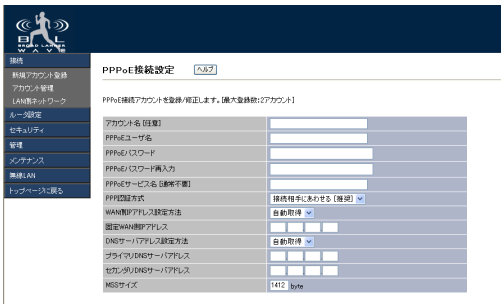 BROAD LANNER
WAVE
接続
新規アカウント登録
アカウント管理
LAN側ネットワーク
ルータ設定
セキュリティ
管理
メンテナンス
無線LAN
トップページに戻る
PPPoE接続設定 ヘルプ
PPPoE接続アカウントを登録/修正します。[最大登録数:2アカウント]
アカウント名 [任意]
PPPoEユーザ名
PPPoEパスワード
PPPoEパスワード再入力
PPPoEサービス名 [通常不要]
PPP認証方式 接続相手にあわせる [推奨]
WAN側IPアドレス設定方法 自動取得
固定WAN側IPアドレス
DNSサーバアドレス設定方法 自動取得
プライマリDNSサーバアドレス
セカンダリDNSサーバアドレス
MSSサイズ 1412 byte